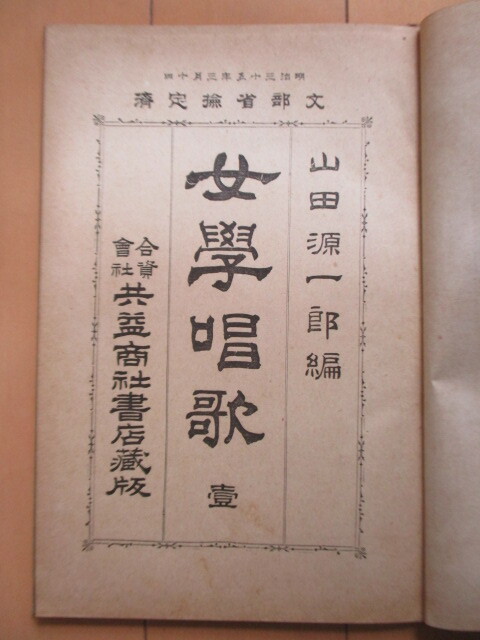 明治三十五年三月十四日
文部省檢定濟
山田源一郎編
女學唱歌
壹
合資會社
共益商社書店藏版